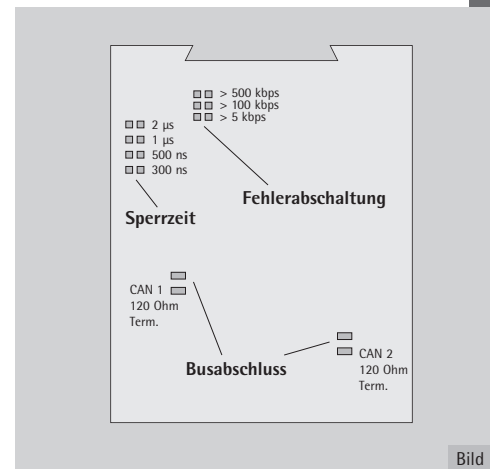 > 500 kbps
> 100 kbps
> 5 kbps
2 µs
1 µs
500 ns
300 ns
Fehlerabschaltung
Sperrzeit
CAN 1
120 Ohm
Term.
Busabschluss
CAN 2
120 Ohm
Term.
Bild